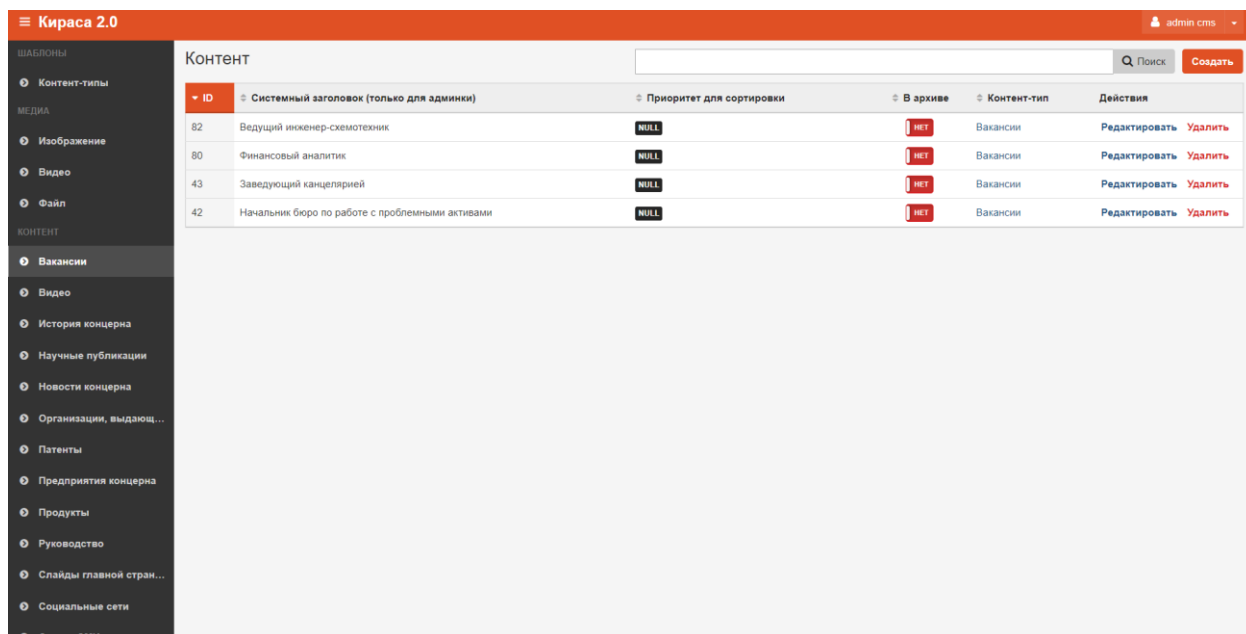 Кираса 2.0
admin cms
ШАБЛОНЫ
Контент-типы
МЕДИА
Изображение
Видео
Файл
КОНТЕНТ
Вакансии
Видео
История концерна
Научные публикации
Новости концерна
Организации, выдающ...
Патенты
Предприятия концерна
Продукты
Руководство
Слайды главной стран...
Социальные сети
Контент
Поиск
Создать
ID Системный заголовок (только для админки) Приоритет для сортировки В архиве Контент-тип Действия
82 Ведущий инженер-схемотехник NULL НЕТ Вакансии Редактировать Удалить
80 Финансовый аналитик NULL НЕТ Вакансии Редактировать Удалить
43 Заведующий канцелярией NULL НЕТ Вакансии Редактировать Удалить
42 Начальник бюро по работе с проблемными активами NULL НЕТ Вакансии Редактировать Удалить